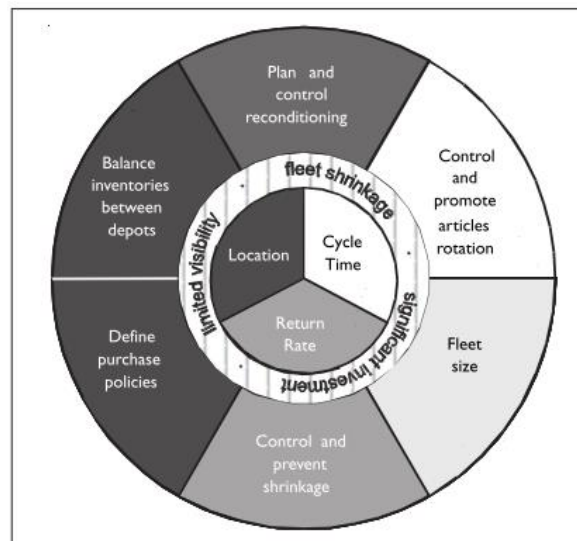 Plan and
control
reconditioning
Control
and
promote
articles
rotation
Fleet
size
Control and
prevent
shrinkage
Define
purchase
policies
Balance
inventories
between
depots
fleet shrinkage
significant investment
limited visibility
Location
Cycle
Time
Return
Rate